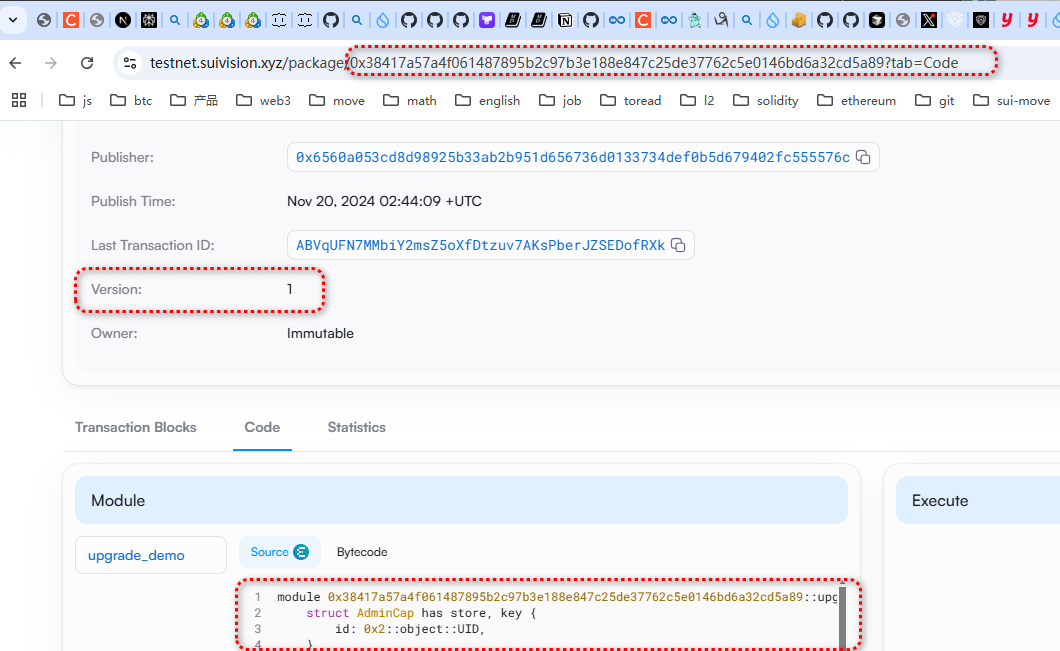 testnet.suivision.xyz/package/0x38417a57a4f061487895b2c97b3e188e847c25de37762c5e0146bd6a32cd5a89?tab=Code
js btc 产品 web3 move math english job toread l2 solidity ethereum git sui-move
Publisher: 0x6560a053cd8d98925b33ab2b951d656736d0133734def0b5d679402fc555576c
Publish Time: Nov 20, 2024 02:44:09 +UTC
Last Transaction ID: ABVqUFN7MMbiY2msZ5oXfDtzuv7AKsPberJZSEDofRXk
Version: 1
Owner: Immutable
Transaction Blocks Code Statistics
Module Execute
upgrade_demo Source Bytecode
1 module 0x38417a57a4f061487895b2c97b3e188e847c25de37762c5e0146bd6a32cd5a89::upg
2 struct AdminCap has store, key {
3 id: 0x2::object::UID,
4 }